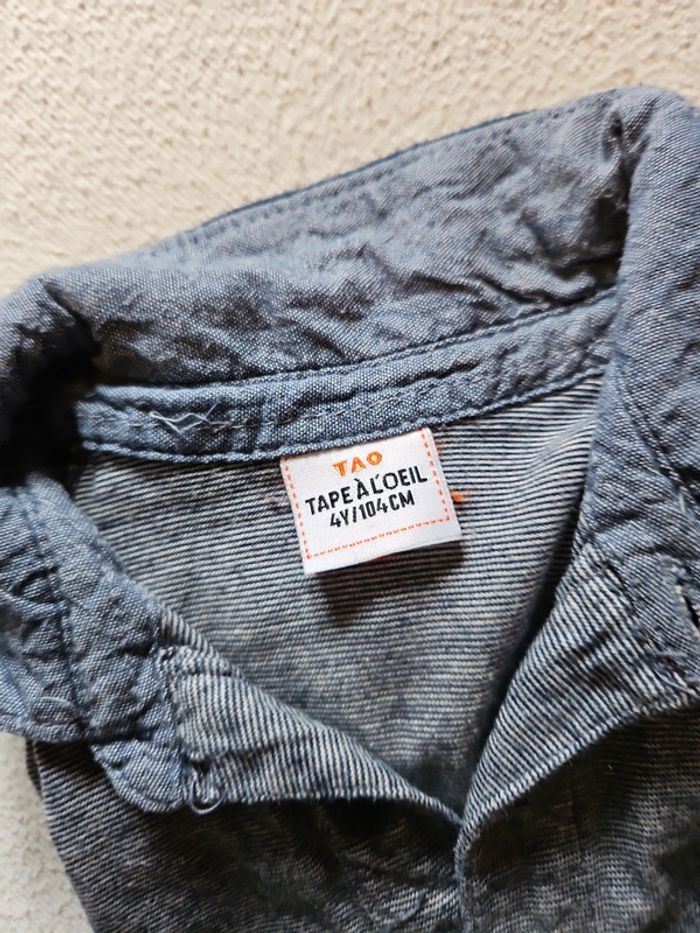 TAO
TAPE À L'OEIL
4Y/104CM